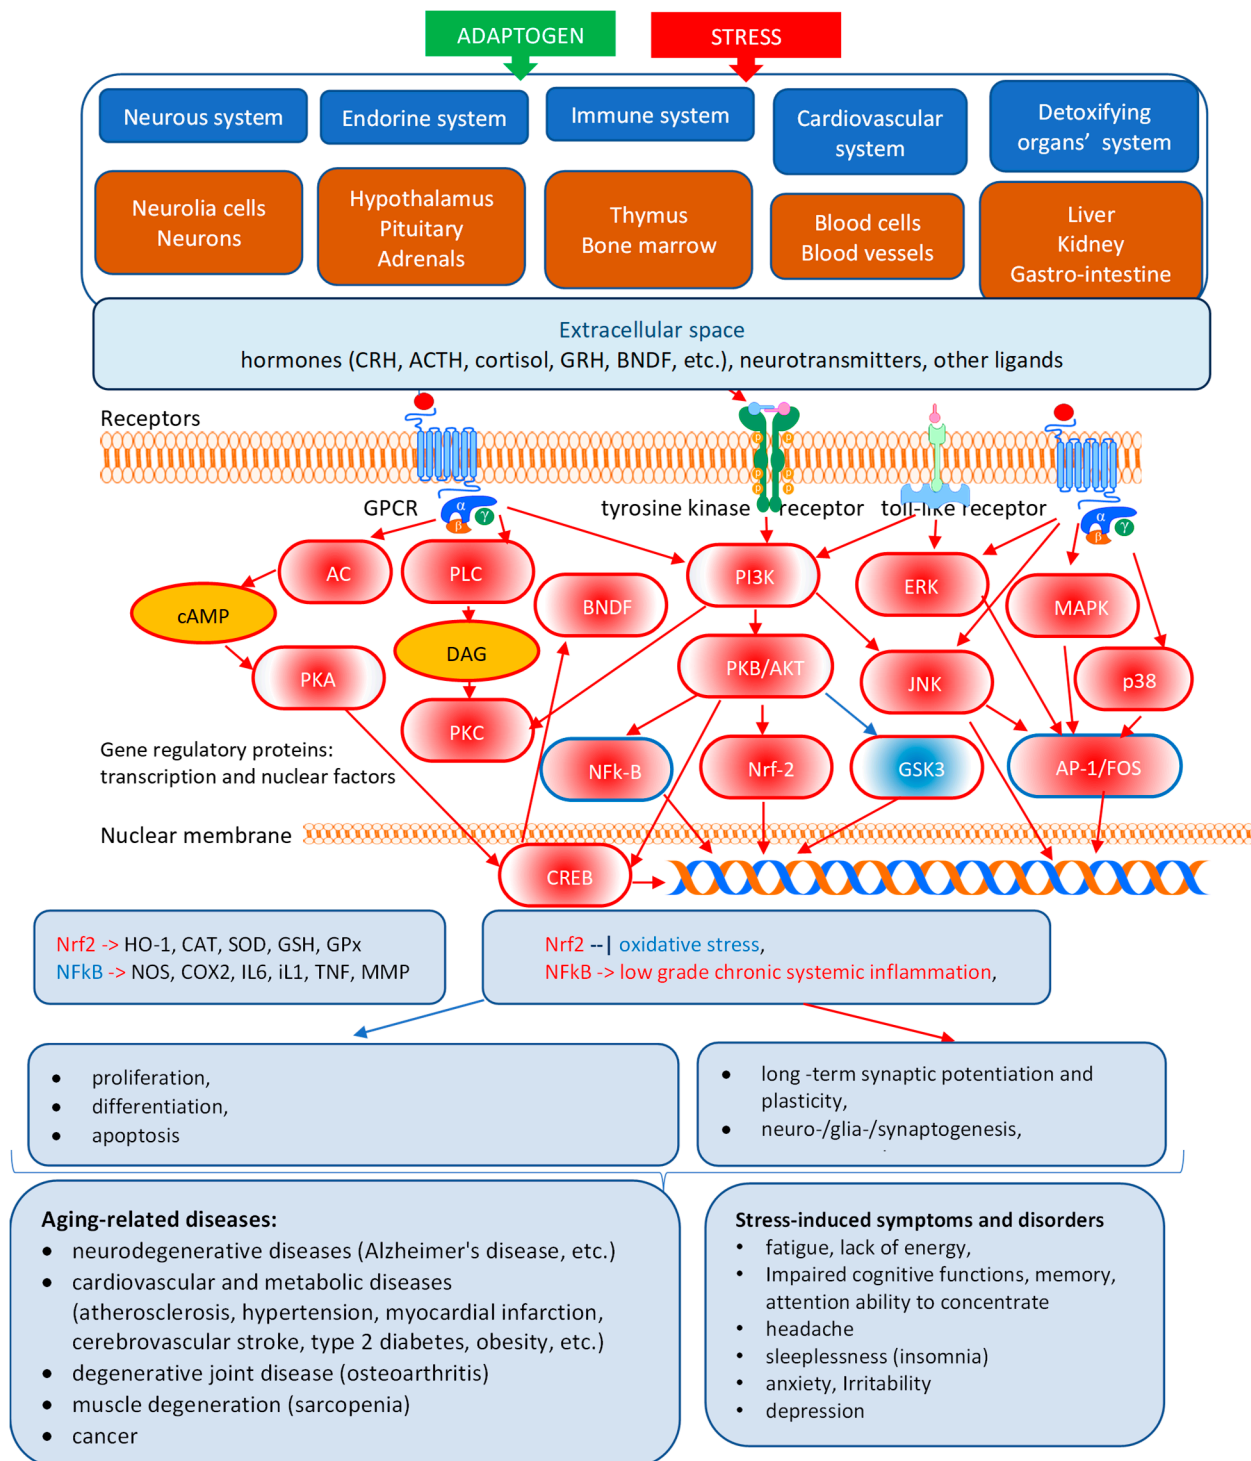 ADAPTOGEN
STRESS
Neurous system
Endorine system
Immune system
Cardiovascular
system
Detoxifying
organs’ system
Neurolia cells
Neurons
Hypothalamus
Pituitary
Adrenals
Thymus
Bone marrow
Blood cells
Blood vessels
Liver
Kidney
Gastro-intestine
Extracellular space
hormones (CRH, ACTH, cortisol, GRH, BNDF, etc.), neurotransmitters, other ligands
Receptors
P
P
P
P
P
P
GPCR
α
β
γ
tyrosine kinase receptor
toll-like receptor
α
β
γ
AC
PLC
BNDF
PI3K
ERK
MAPK
cAMP
DAG
PKA
PKB/AKT
JNK
p38
PKC
Gene regulatory proteins:
transcription and nuclear factors
NFk-B
Nrf-2
GSK3
AP-1/FOS
Nuclear membrane
CREB
Nrf2 -> HO-1, CAT, SOD, GSH, GPx
NFkB -> NOS, COX2, IL6, iL1, TNF, MMP
Nrf2 --| oxidative stress,
NFkB -> low grade chronic systemic inflammation,
• proliferation,
• differentiation,
• apoptosis
• long -term synaptic potentiation and
plasticity,
• neuro-/glia-/synaptogenesis,
Aging-related diseases:
• neurodegenerative diseases (Alzheimer's disease, etc.)
• cardiovascular and metabolic diseases
(atherosclerosis, hypertension, myocardial infarction,
cerebrovascular stroke, type 2 diabetes, obesity, etc.)
• degenerative joint disease (osteoarthritis)
• muscle degeneration (sarcopenia)
• cancer
Stress-induced symptoms and disorders
• fatigue, lack of energy,
• Impaired cognitive functions, memory,
attention ability to concentrate
• headache
• sleeplessness (insomnia)
• anxiety, Irritability
• depression